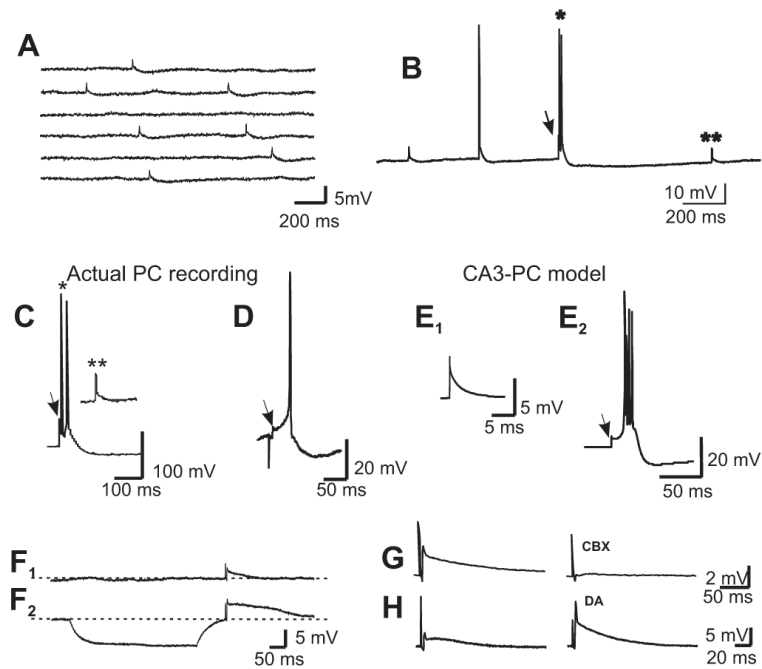 A
5mV
200 ms
B
*
**
10 mV
200 ms
Actual PC recording
CA3-PC model
C
*
**
100 mV
100 ms
D
20 mV
50 ms
E1
5 mV
5 ms
E2
20 mV
50 ms
F1
F2
5 mV
50 ms
G
CBX
2 mV
50 ms
H
DA
5 mV
20 ms